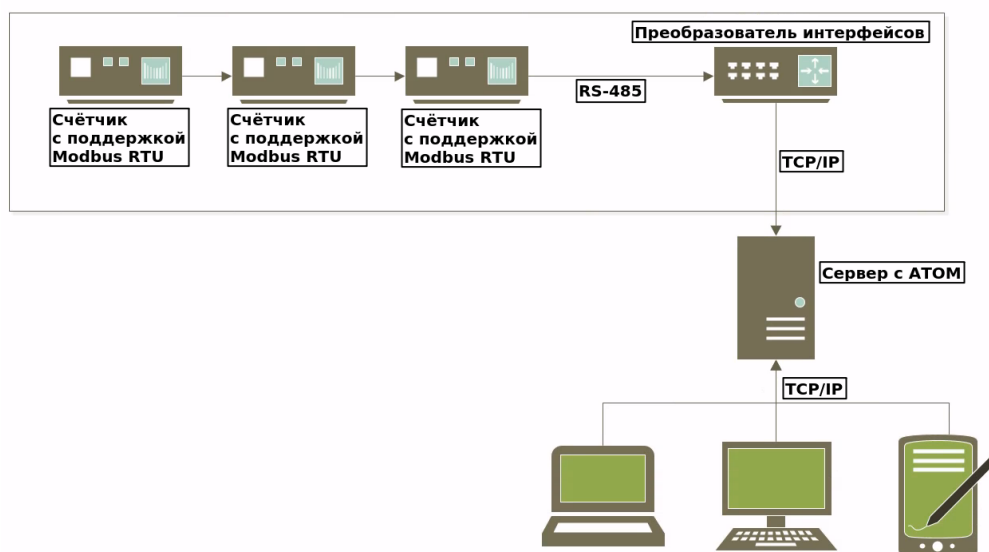 Преобразователь интерфейсов
RS-485
Счётчик
с поддержкой
Modbus RTU
Счётчик
с поддержкой
Modbus RTU
Счётчик
с поддержкой
Modbus RTU
TCP/IP
Сервер с АТОМ
TCP/IP